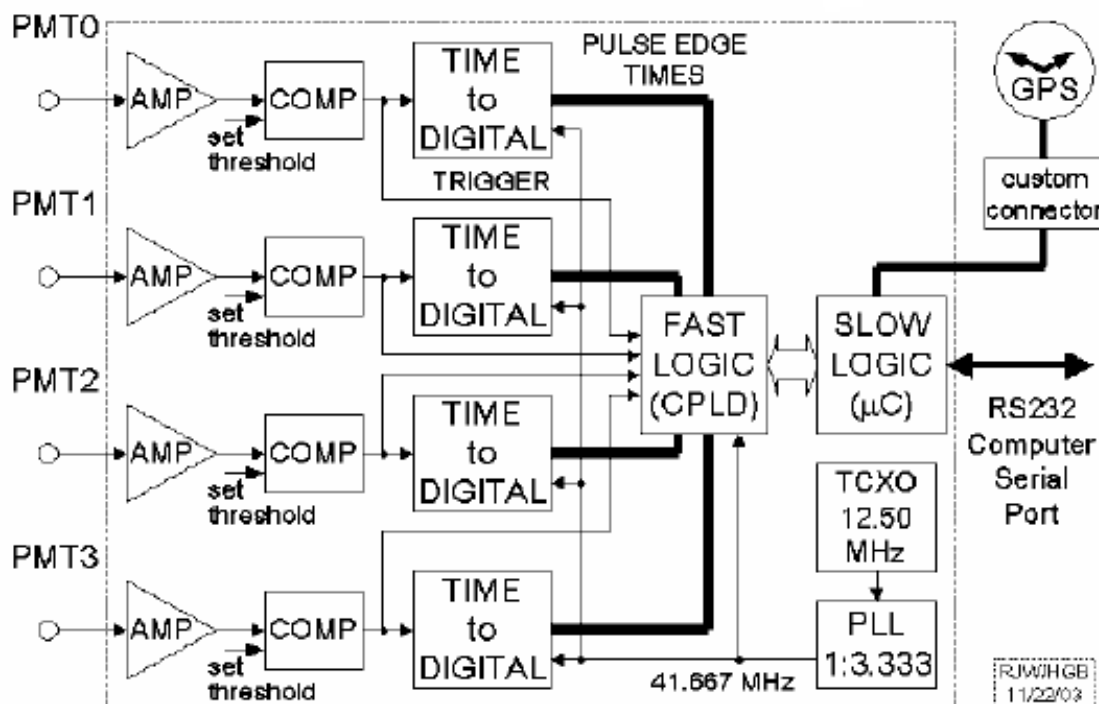 PMT0
AMP
set
threshold
COMP
TIME
to
DIGITAL
PULSE EDGE
TIMES
TRIGGER
GPS
custom
connector
PMT1
AMP
set
threshold
COMP
TIME
to
DIGITAL
FAST
LOGIC
(CPLD)
SLOW
LOGIC
(µC)
RS232
Computer
Serial
Port
PMT2
AMP
set
threshold
COMP
TIME
to
DIGITAL
TCXO
12.50
MHz
PMT3
AMP
set
threshold
COMP
TIME
to
DIGITAL
PLL
1:3.333
41.667 MHz
RJW/HGB
11/22/03